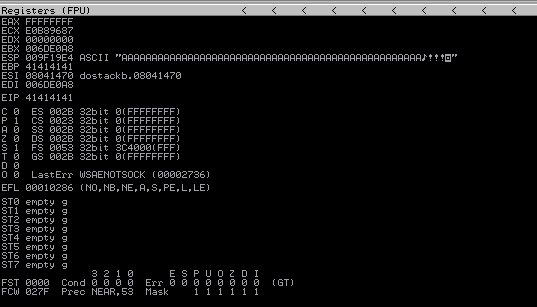 Registers (FPU) < < < < < < < < < <
EAX FFFFFFFF
ECX E0B89687
EDX 00000000
EBX 006DE0A8
ESP 009F19E4 ASCII "AAAAAAAAAAAAAAAAAAAAAAAAAAAAAAAAAAAAAAAAAAAAAAAAAAAA♪!!!◘"
EBP 41414141
ESI 08041470 dostackb.08041470
EDI 006DE0A8
EIP 41414141
C 0 ES 002B 32bit 0(FFFFFFFF)
P 1 CS 0023 32bit 0(FFFFFFFF)
A 0 SS 002B 32bit 0(FFFFFFFF)
Z 0 DS 002B 32bit 0(FFFFFFFF)
S 1 FS 0053 32bit 3C4000(FFF)
T 0 GS 002B 32bit 0(FFFFFFFF)
D 0
O 0 LastErr WSAENOTSOCK (00002736)
EFL 00010286 (NO,NB,NE,A,S,PE,L,LE)
ST0 empty g
ST1 empty g
ST2 empty g
ST3 empty g
ST4 empty g
ST5 empty g
ST6 empty g
ST7 empty g
3 2 1 0 E S P U O Z D I
FST 0000 Cond 0 0 0 0 Err 0 0 0 0 0 0 0 0 (GT)
FCW 027F Prec NEAR,53 Mask 1 1 1 1 1 1